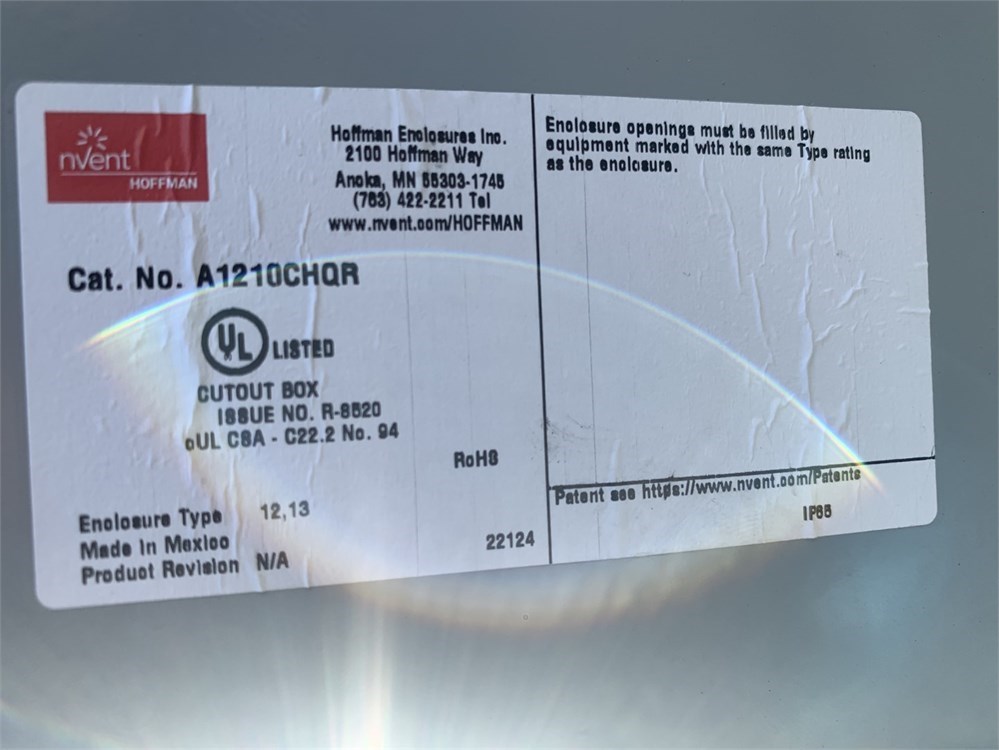 nVent
HOFFMAN
Hoffman Enclosures Inc.
2100 Hoffman Way
Anoka, MN 55303-1745
(763) 422-2211 Tel
www.nvent.com/HOFFMAN
Cat. No. A1210CHQR
UL LISTED
CUTOUT BOX
ISSUE NO. R-8520
cUL CSA - C22.2 No. 94
RoHS
Enclosure Type 12,13
Made in Mexico
Product Revision N/A
22124
Enclosure openings must be filled by
equipment marked with the same Type rating
as the enclosure.
Patent see https://www.nvent.com/Patents
IP65